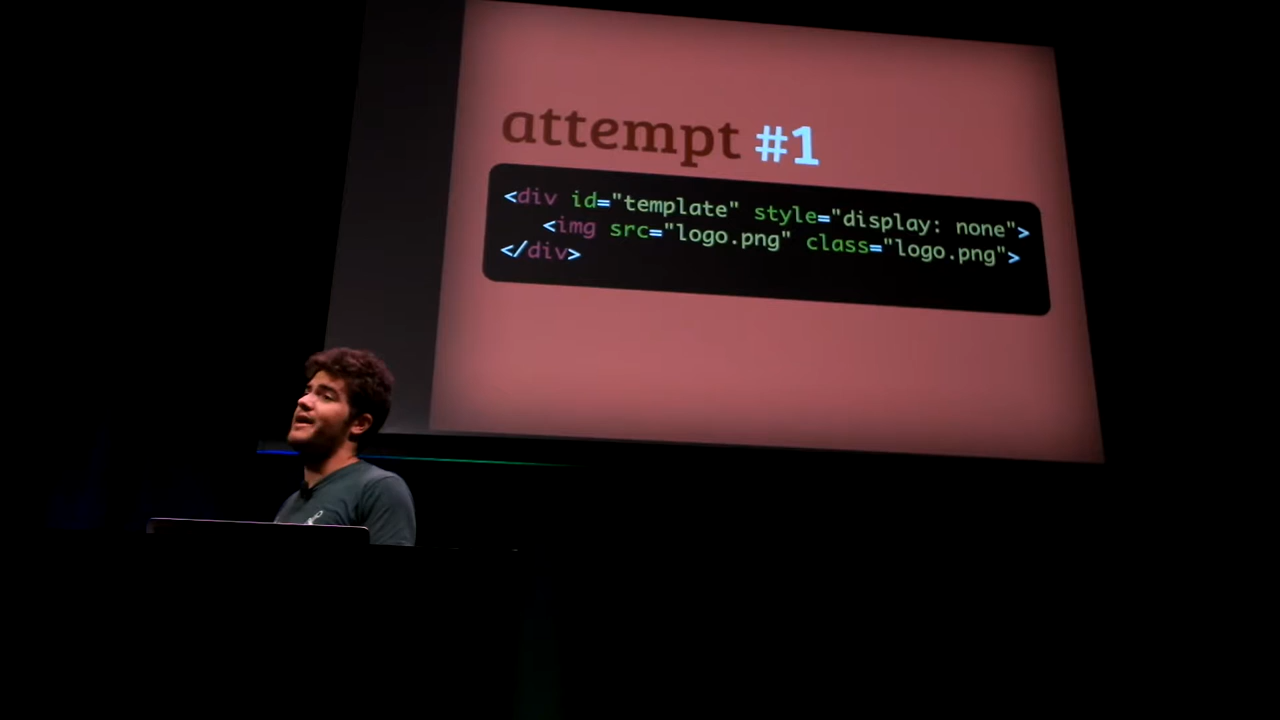 attempt #1
<div id="template" style="display: none">
<img src="logo.png" class="logo.png">
</div>